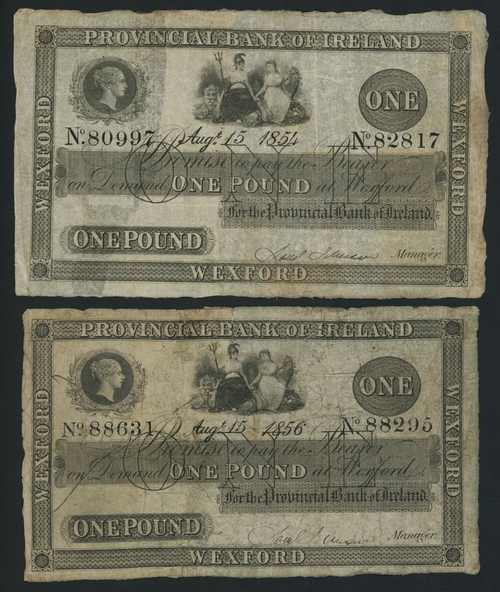 PROVINCIAL BANK OF IRELAND
ONE
WEXFORD
WEXFORD
No. 80997 Augt. 15 1854 No. 82817
Promise to pay the Bearer
on Demand ONE POUND at Wexford
For the Provincial Bank of Ireland.
ONE POUND
Manager.
WEXFORD
PROVINCIAL BANK OF IRELAND
ONE
WEXFORD
WEXFORD
No. 88631 Augt. 15 1856 No. 88295
Promise to pay the Bearer
on Demand ONE POUND at Wexford
For the Provincial Bank of Ireland.
ONE POUND
Manager.
WEXFORD